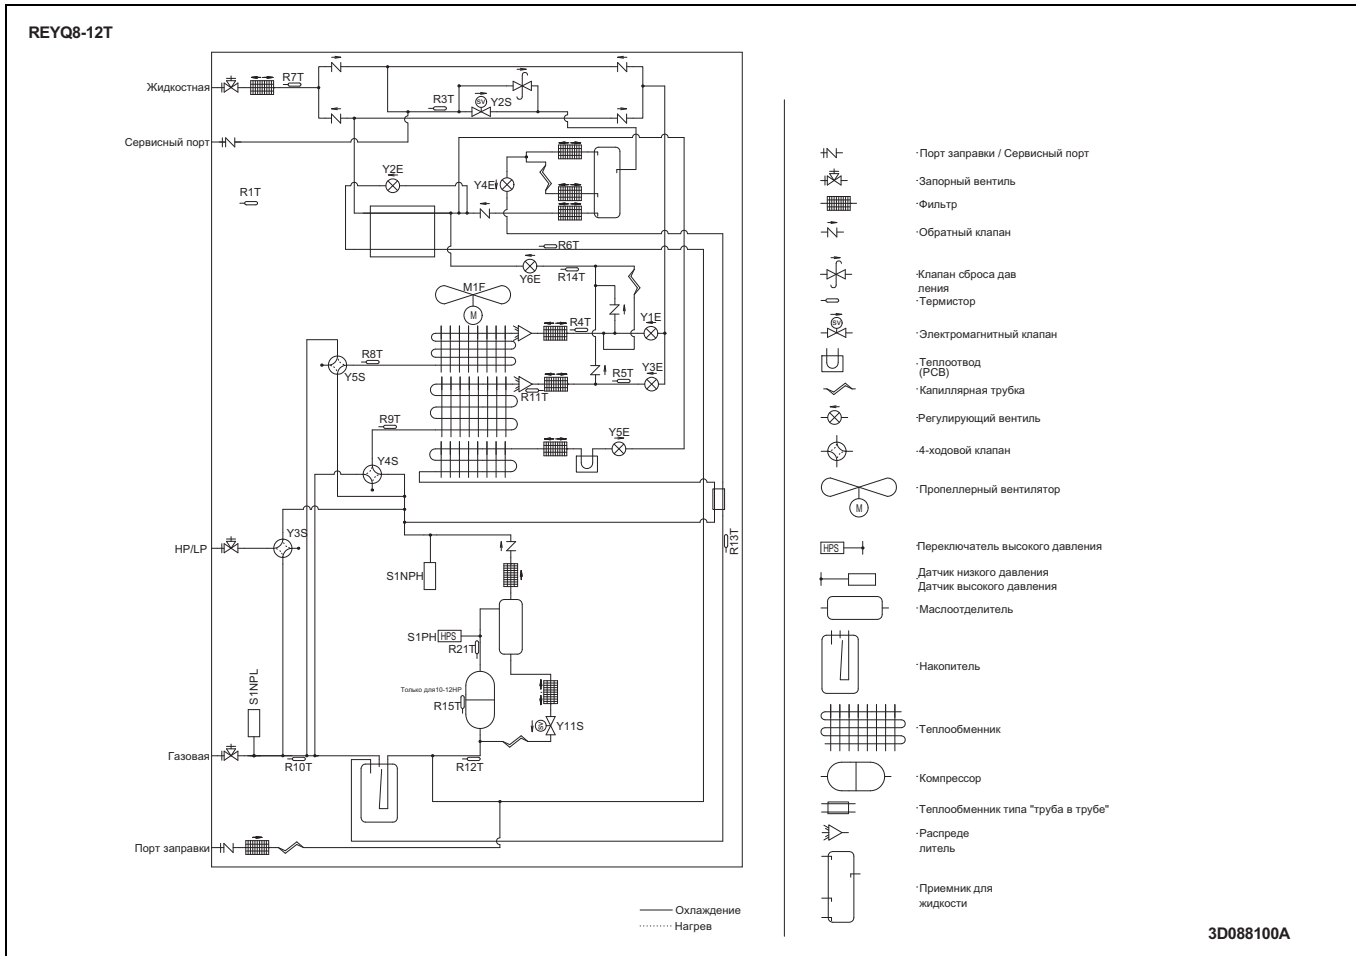 REYQ8-12T
Жидкостная
R7T
R3T
SV
Y2S
Сервисный порт
Y2E
Y4E
R1T
R6T
Y6E
R14T
M1F
M
R4T
Y1E
R8T
Y5S
R5T
Y3E
R11T
R9T
Y5E
Y4S
HP/LP
Y3S
R13T
S1NPH
S1PH
HPS
R21T
S1NPL
Только для10-12HP
R15T
SV
Y11S
Газовая
R10T
R12T
Порт заправки
Охлаждение
Нагрев
Порт заправки / Сервисный порт
Запорный вентиль
Фильтр
Обратный клапан
Клапан сброса дав
ления
Термистор
SV
Электромагнитный клапан
Теплоотвод
(PCB)
Капиллярная трубка
Регулирующий вентиль
4-ходовой клапан
Пропеллерный вентилятор
M
HPS
Переключатель высокого давления
Датчик низкого давления
Датчик высокого давления
Маслоотделитель
Накопитель
Теплообменник
Компрессор
Теплообменник типа "труба в трубе"
Распреде
литель
Приемник для
жидкости
3D088100A